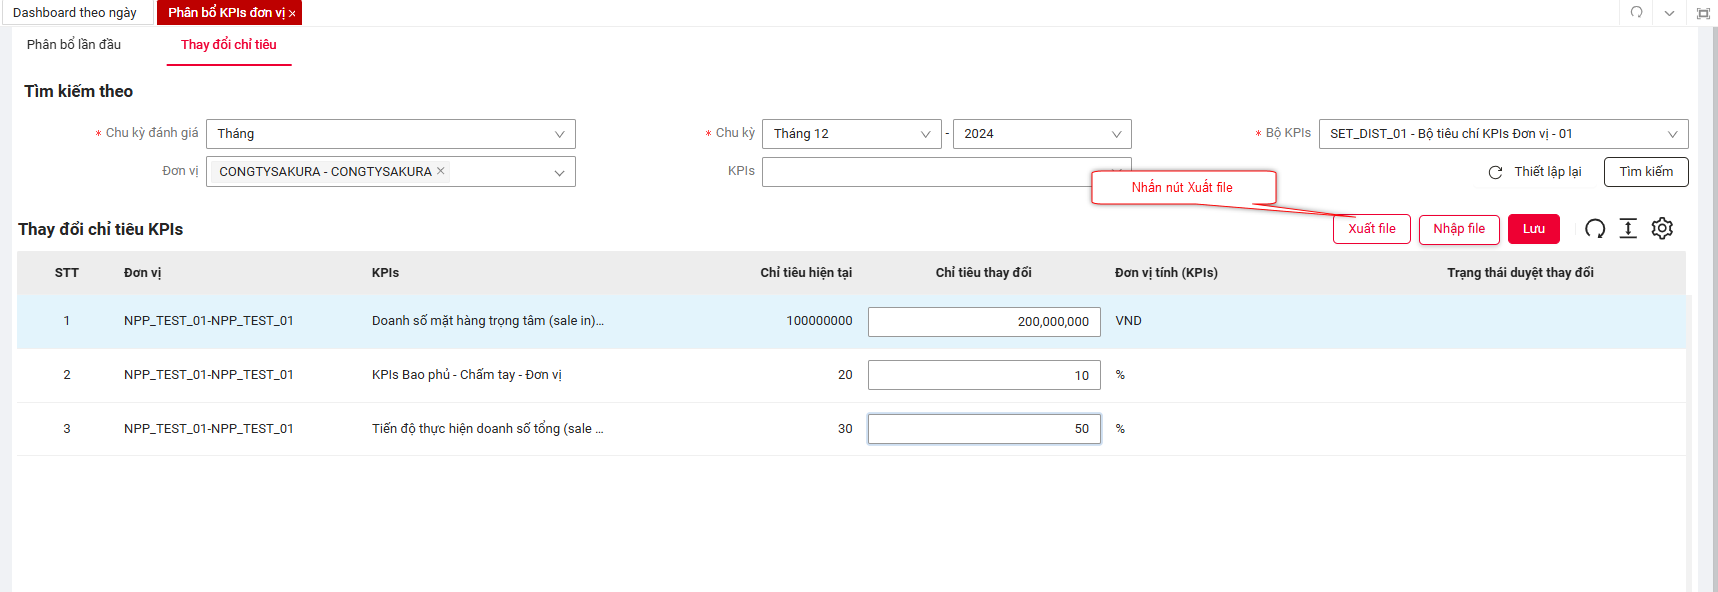 Dashboard theo ngày
Phân bổ KPIs đơn vị ×
Phân bổ lần đầu
Thay đổi chỉ tiêu
Tìm kiếm theo
* Chu kỳ đánh giá
Tháng
* Chu kỳ
Tháng 12
-
2024
* Bộ KPIs
SET_DIST_01 - Bộ tiêu chí KPIs Đơn vị - 01
Đơn vị
CONGTYSAKURA - CONGTYSAKURA ×
KPIs
Thiết lập lại
Tìm kiếm
Nhấn nút Xuất file
Thay đổi chỉ tiêu KPIs
Xuất file
Nhập file
Lưu
STT Đơn vị KPIs Chỉ tiêu hiện tại Chỉ tiêu thay đổi Đơn vị tính (KPIs) Trạng thái duyệt thay đổi
1 NPP_TEST_01-NPP_TEST_01 Doanh số mặt hàng trọng tâm (sale in)... 100000000 200,000,000 VND
2 NPP_TEST_01-NPP_TEST_01 KPIs Bao phủ - Chấm tay - Đơn vị 20 10 %
3 NPP_TEST_01-NPP_TEST_01 Tiến độ thực hiện doanh số tổng (sale ... 30 50 %